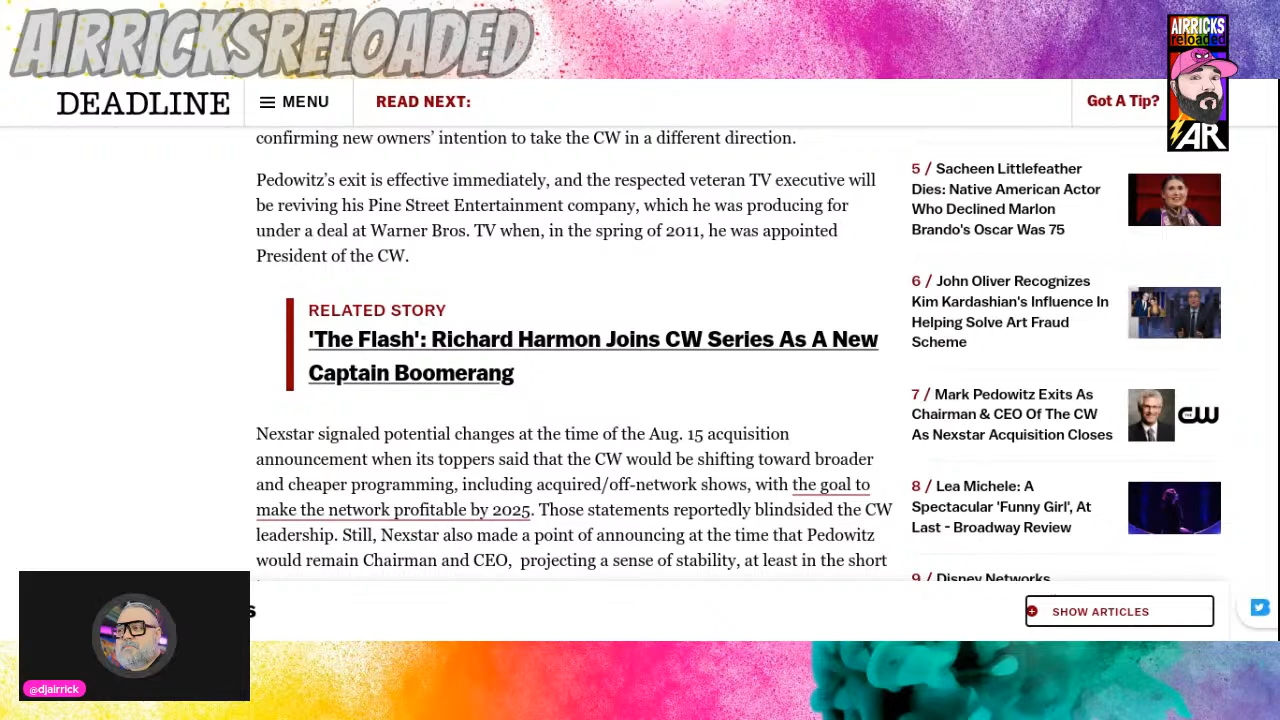 AIRRICKSRELOADED
AIRRICKS
reloaded
AR
DEADLINE
MENU
READ NEXT:
Got A Tip?
confirming new owners’ intention to take the CW in a different direction.
Pedowitz’s exit is effective immediately, and the respected veteran TV executive will
be reviving his Pine Street Entertainment company, which he was producing for
under a deal at Warner Bros. TV when, in the spring of 2011, he was appointed
President of the CW.
RELATED STORY
'The Flash': Richard Harmon Joins CW Series As A New
Captain Boomerang
Nexstar signaled potential changes at the time of the Aug. 15 acquisition
announcement when its toppers said that the CW would be shifting toward broader
and cheaper programming, including acquired/off-network shows, with the goal to
make the network profitable by 2025. Those statements reportedly blindsided the CW
leadership. Still, Nexstar also made a point of announcing at the time that Pedowitz
would remain Chairman and CEO, projecting a sense of stability, at least in the short
5 / Sacheen Littlefeather
Dies: Native American Actor
Who Declined Marlon
Brando's Oscar Was 75
6 / John Oliver Recognizes
Kim Kardashian's Influence In
Helping Solve Art Fraud
Scheme
7 / Mark Pedowitz Exits As
Chairman & CEO Of The CW
As Nexstar Acquisition Closes
THE CW
8 / Lea Michele: A
Spectacular 'Funny Girl', At
Last - Broadway Review
9 / Disney Networks
s
SHOW ARTICLES
@djairrick